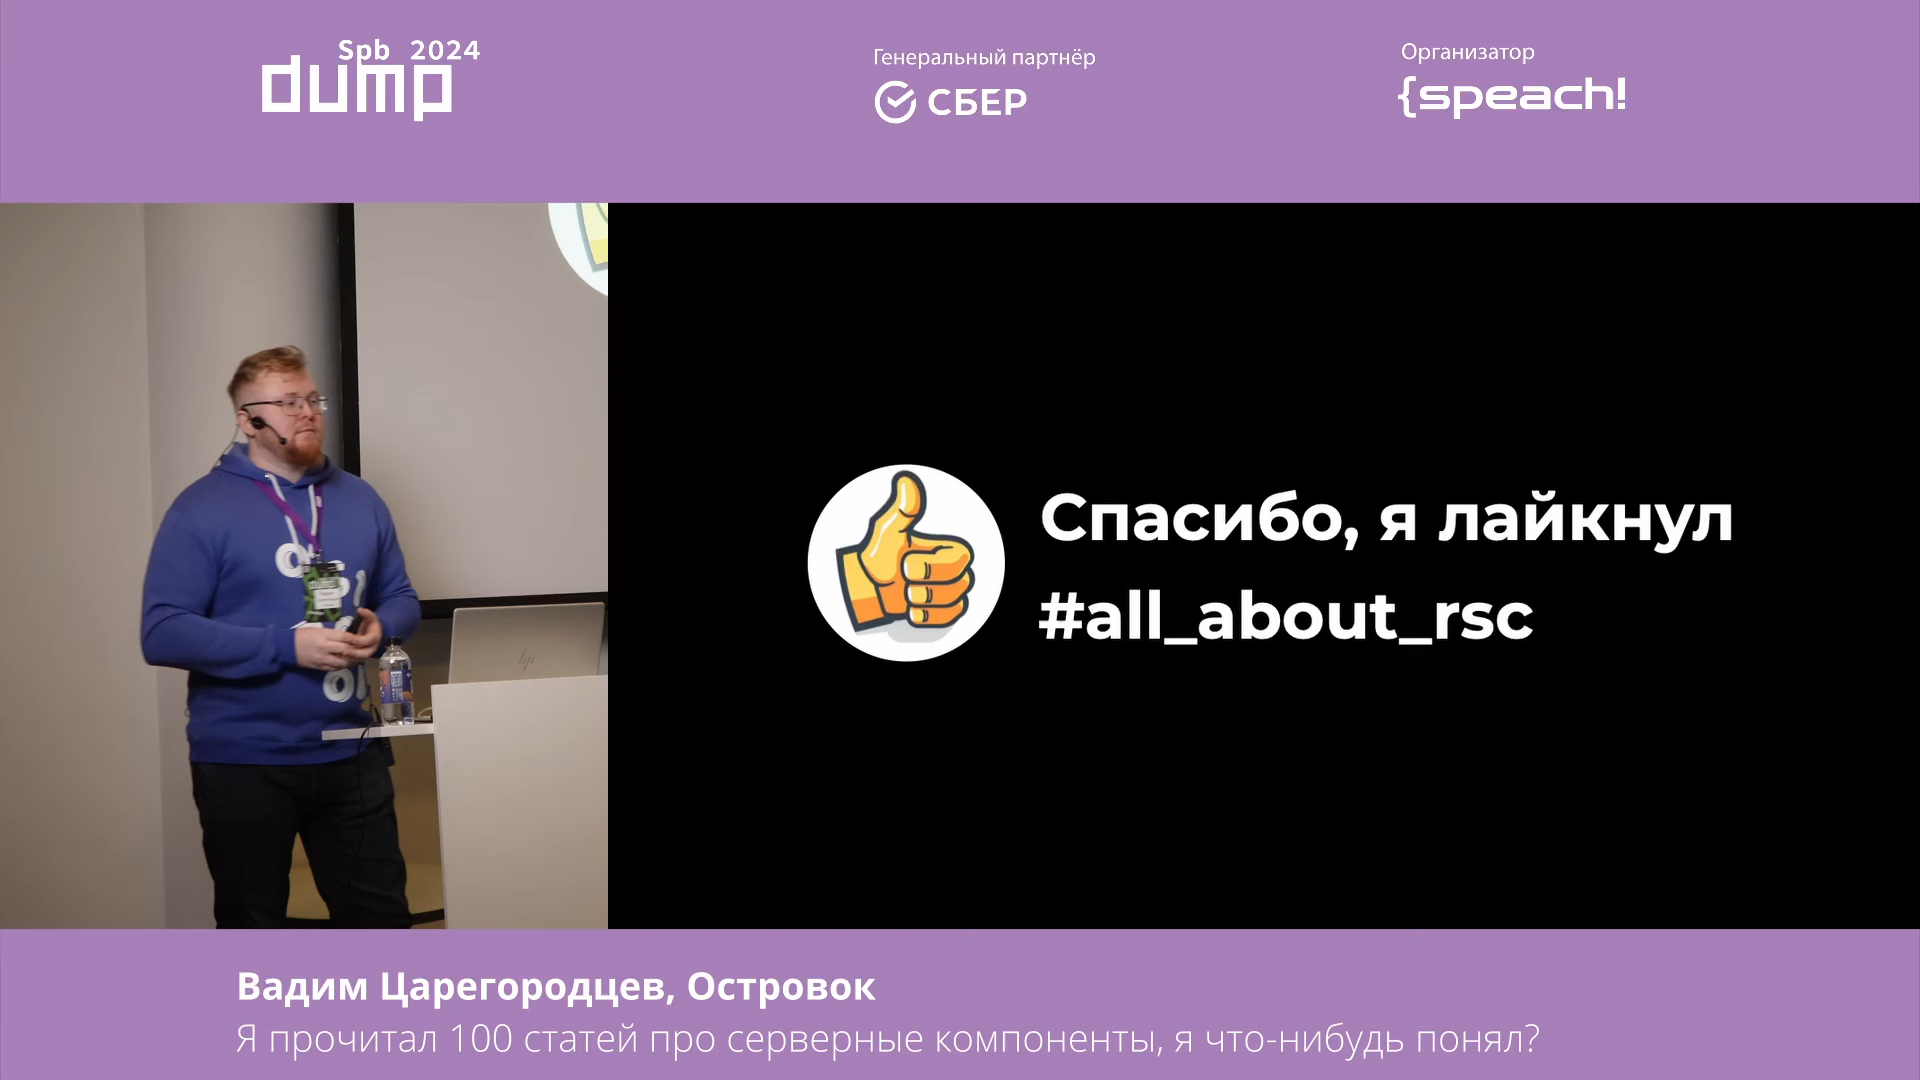 Spb 2024
dump
Генеральный партнёр
СБЕР
Организатор
{speach!
hp
Спасибо, я лайкнул
#all_about_rsc
Вадим Царегородцев, Островок
Я прочитал 100 статей про серверные компоненты, я что-нибудь понял?